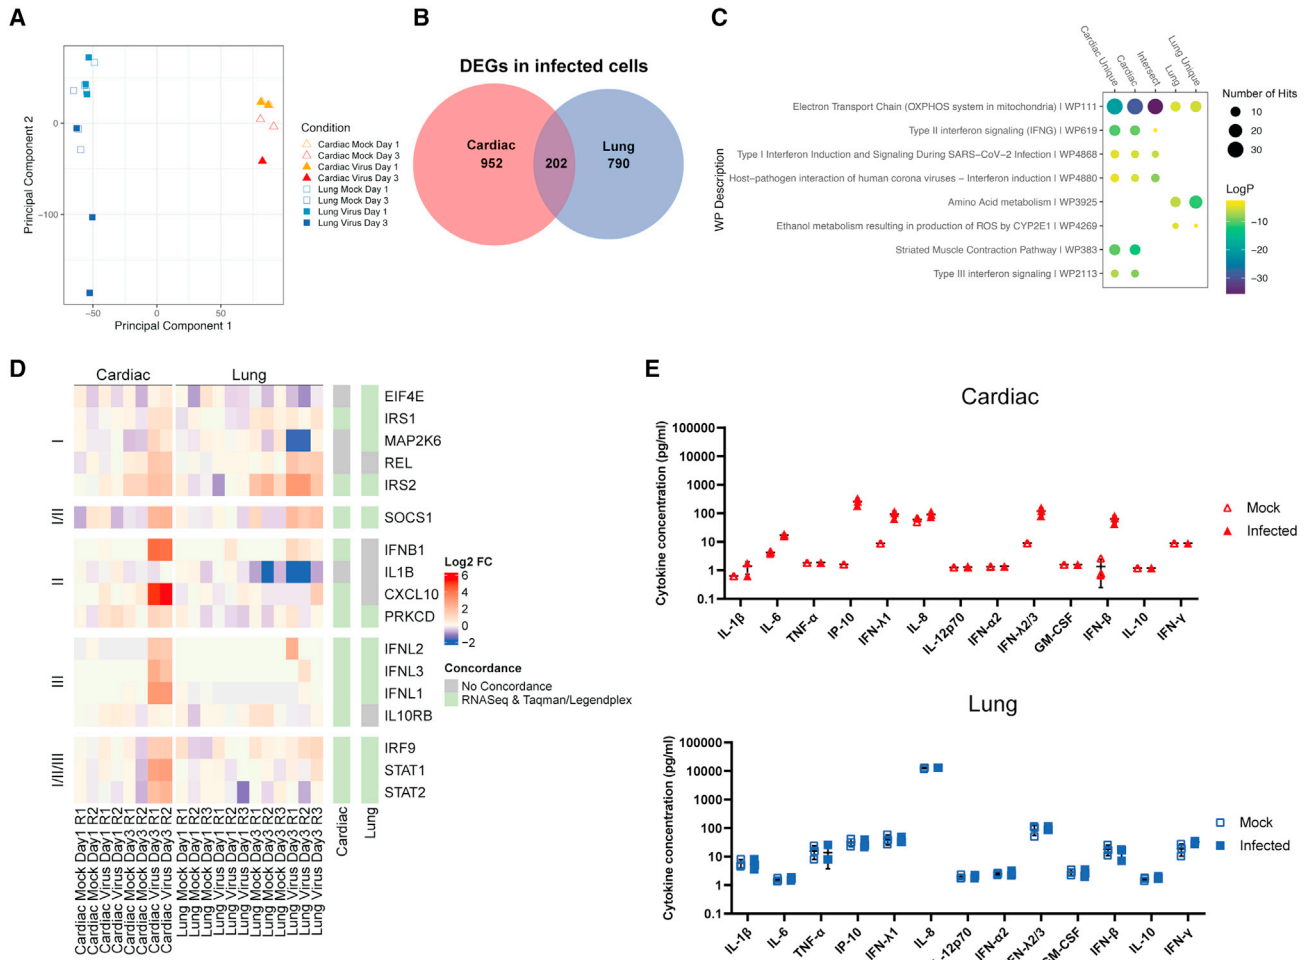 A
B
C
0
−100
Principal Component 2
−50
0
50
Principal Component 1
Condition
Cardiac Mock Day 1
Cardiac Mock Day 3
Cardiac Virus Day 1
Cardiac Virus Day 3
Lung Mock Day 1
Lung Mock Day 3
Lung Virus Day 1
Lung Virus Day 3
DEGs in infected cells
Cardiac
952
202
Lung
790
Cardiac Unique
Cardiac
Intersect
Lung
Lung Unique
WP Description
Electron Transport Chain (OXPHOS system in mitochondria) | WP111
Type II interferon signaling (IFNG) | WP619
Type I Interferon Induction and Signaling During SARS−CoV−2 Infection | WP4868
Host−pathogen interaction of human corona viruses − Interferon induction | WP4880
Amino Acid metabolism | WP3925
Ethanol metabolism resulting in production of ROS by CYP2E1 | WP4269
Striated Muscle Contraction Pathway | WP383
Type III interferon signaling | WP2113
Number of Hits
10
20
30
LogP
−10
−20
−30
D
Cardiac
Lung
I
EIF4E
IRS1
MAP2K6
REL
IRS2
I/II
SOCS1
II
IFNB1
IL1B
CXCL10
PRKCD
III
IFNL2
IFNL3
IFNL1
IL10RB
I/II/III
IRF9
STAT1
STAT2
Cardiac Mock Day1 R1
Cardiac Mock Day1 R2
Cardiac Virus Day1 R1
Cardiac Virus Day1 R2
Cardiac Mock Day3 R1
Cardiac Mock Day3 R2
Cardiac Virus Day3 R1
Cardiac Virus Day3 R2
Lung Mock Day1 R1
Lung Mock Day1 R2
Lung Mock Day1 R3
Lung Virus Day1 R1
Lung Virus Day1 R2
Lung Virus Day1 R3
Lung Mock Day3 R1
Lung Mock Day3 R2
Lung Mock Day3 R3
Lung Virus Day3 R1
Lung Virus Day3 R2
Lung Virus Day3 R3
Cardiac
Lung
Log2 FC
6
4
2
0
−2
Concordance
No Concordance
RNASeq & Taqman/Legendplex
E
Cardiac
Cytokine concentration (pg/ml)
100000
10000
1000
100
10
1
0.1
IL-1β
IL-6
TNF-α
IP-10
IFN-λ1
IL-8
IL-12p70
IFN-α2
IFN-λ2/3
GM-CSF
IFN-β
IL-10
IFN-γ
Mock
Infected
Lung
Cytokine concentration (pg/ml)
100000
10000
1000
100
10
1
0.1
IL-1β
IL-6
TNF-α
IP-10
IFN-λ1
IL-8
IL-12p70
IFN-α2
IFN-λ2/3
GM-CSF
IFN-β
IL-10
IFN-γ
Mock
Infected